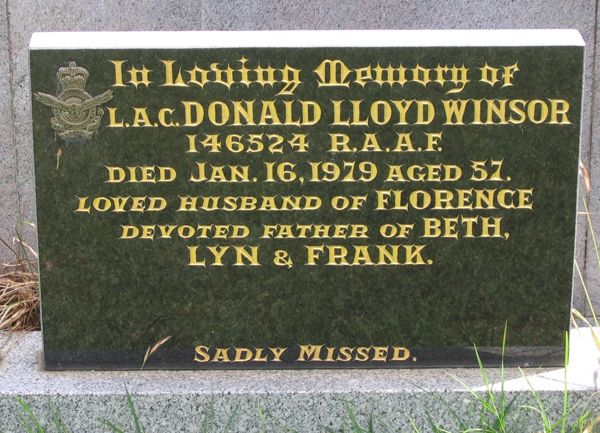 In Loving Memory of
L.A.C. DONALD LLOYD WINSOR
146524 R.A.A.F.
DIED JAN. 16, 1979 AGED 57.
LOVED HUSBAND OF FLORENCE
DEVOTED FATHER OF BETH,
LYN & FRANK.
SADLY MISSED.